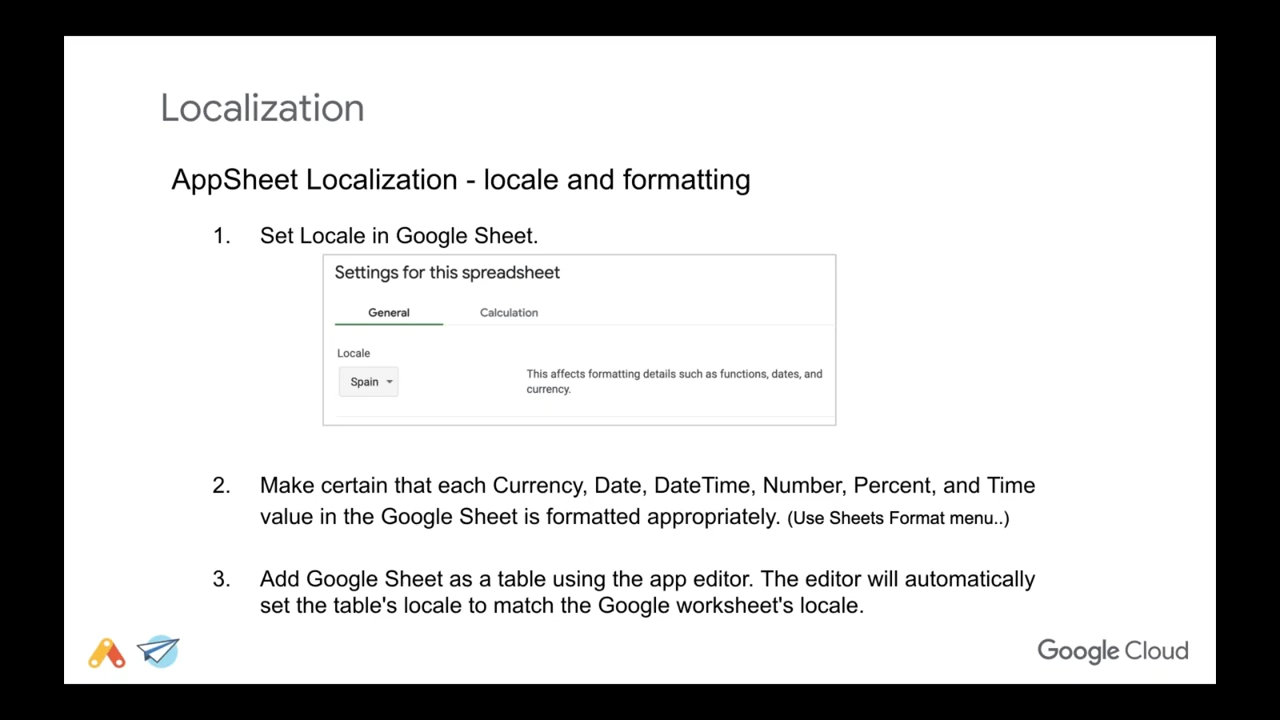 Localization
AppSheet Localization - locale and formatting
1. Set Locale in Google Sheet.
Settings for this spreadsheet
General Calculation
Locale
Spain
This affects formatting details such as functions, dates, and
currency.
2. Make certain that each Currency, Date, DateTime, Number, Percent, and Time
value in the Google Sheet is formatted appropriately. (Use Sheets Format menu..)
3. Add Google Sheet as a table using the app editor. The editor will automatically
set the table's locale to match the Google worksheet's locale.
Google Cloud